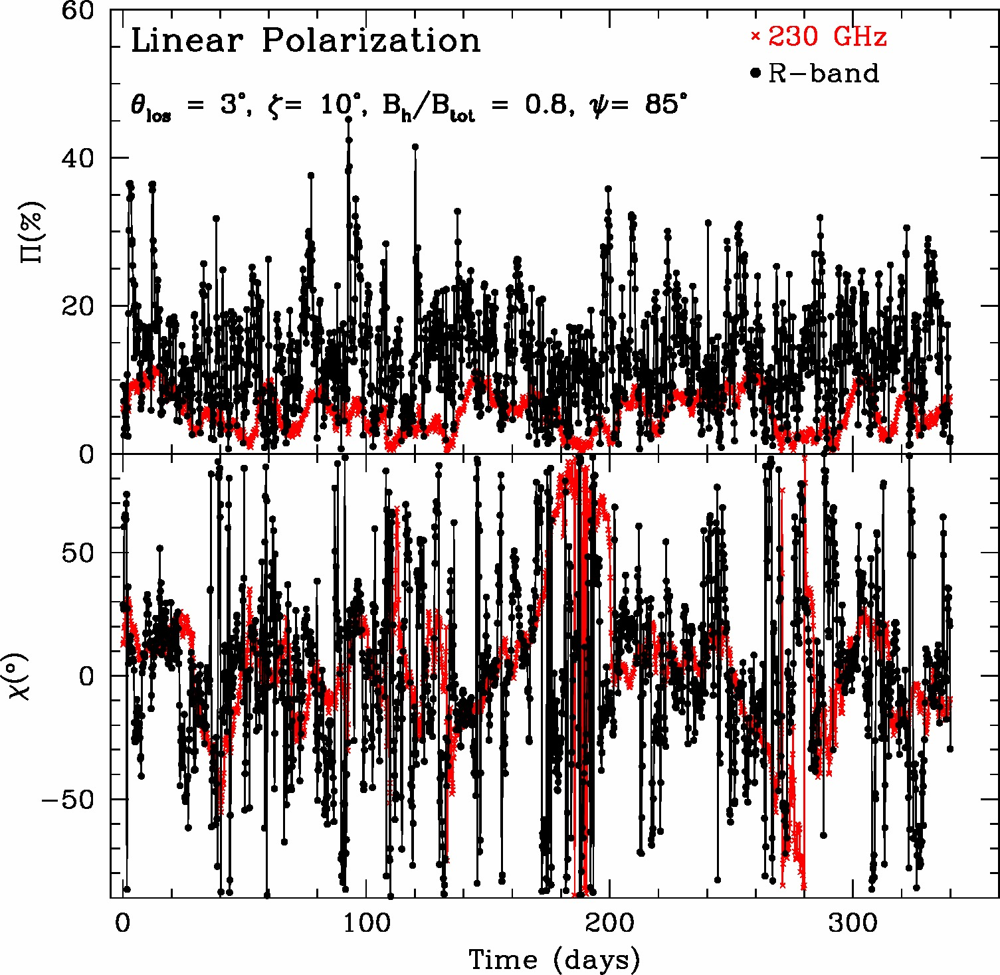 60
Linear Polarization
× 230 GHz
● R-band
θlos = 3°, ζ= 10°, Bh/Btot = 0.8, ψ= 85°
40
Π(%)
20
0
50
0
χ(°)
−50
0 100 200 300
Time (days)